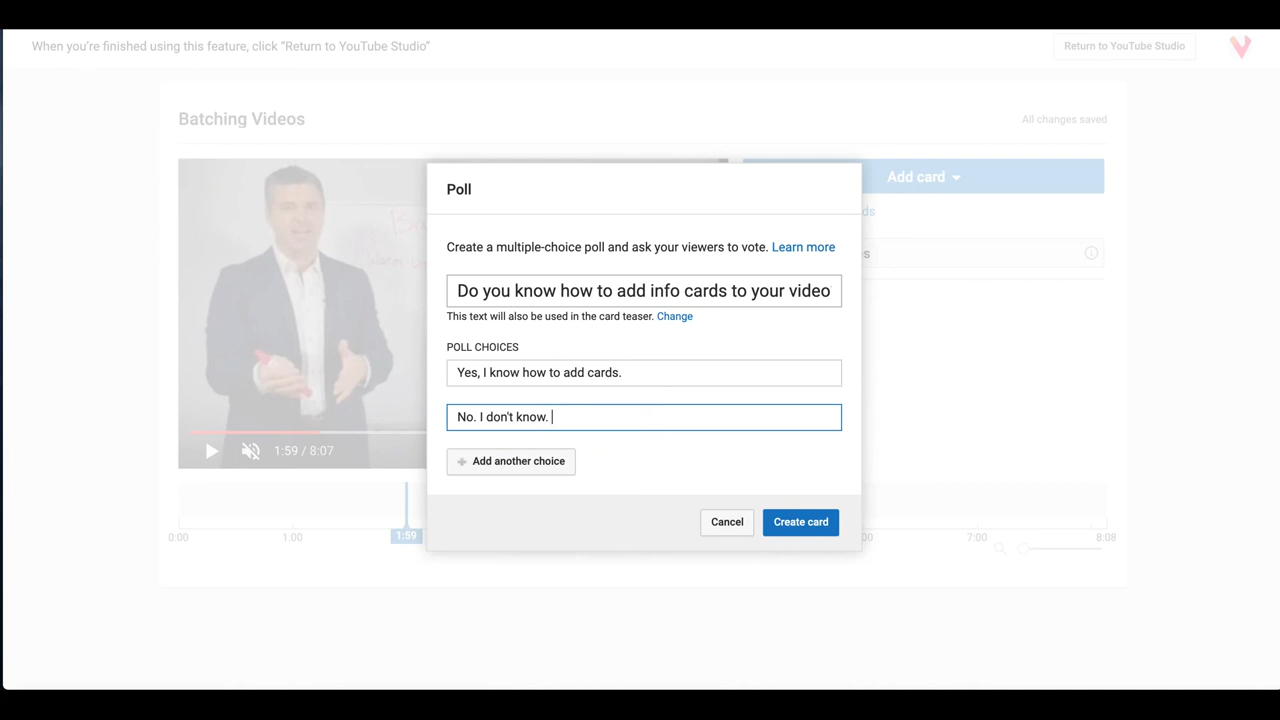 When you're finished using this feature, click “Return to YouTube Studio”
Return to YouTube Studio
Batching Videos
All changes saved
Add card
ds
s
Poll
Create a multiple-choice poll and ask your viewers to vote. Learn more
Do you know how to add info cards to your video
This text will also be used in the card teaser. Change
POLL CHOICES
Yes, I know how to add cards.
No. I don't know.
Add another choice
Cancel
Create card
1:59 / 8:07
0:00
1:00
1:59
00
7:00
8:08